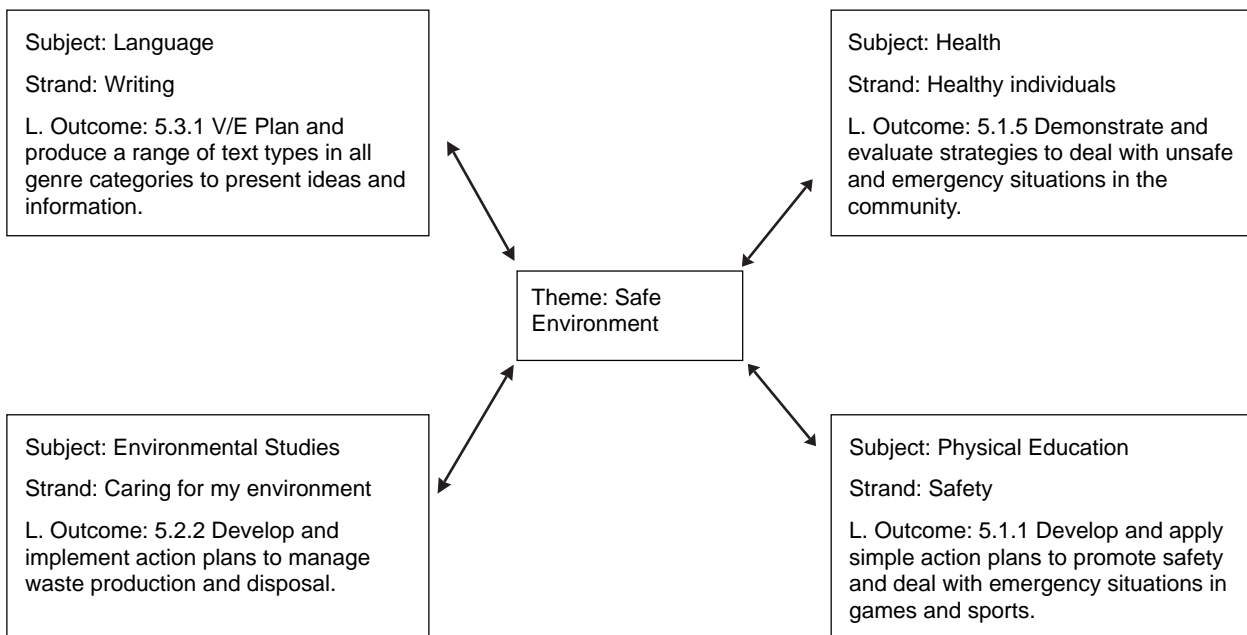 Subject: Language
Strand: Writing
L. Outcome: 5.3.1 V/E Plan and
produce a range of text types in all
genre categories to present ideas and
information.
Subject: Health
Strand: Healthy individuals
L. Outcome: 5.1.5 Demonstrate and
evaluate strategies to deal with unsafe
and emergency situations in the
community.
Theme: Safe
Environment
Subject: Environmental Studies
Strand: Caring for my environment
L. Outcome: 5.2.2 Develop and
implement action plans to manage
waste production and disposal.
Subject: Physical Education
Strand: Safety
L. Outcome: 5.1.1 Develop and apply
simple action plans to promote safety
and deal with emergency situations in
games and sports.